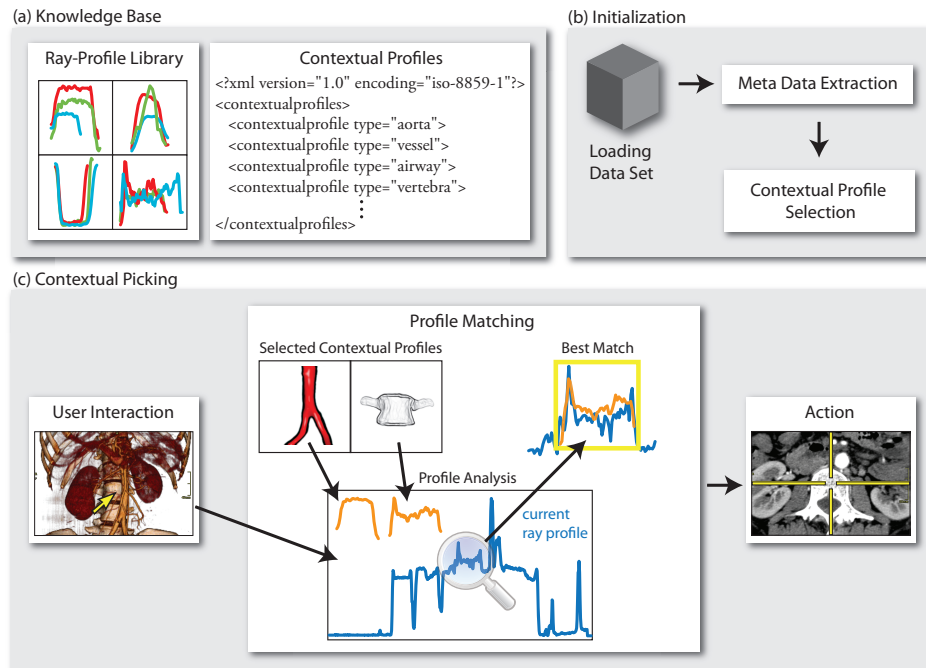 (a) Knowledge Base
Ray-Profile Library
Contextual Profiles
<?xml version="1.0" encoding="iso-8859-1"?>
<contextualprofiles>
<contextualprofile type="aorta">
<contextualprofile type="vessel">
<contextualprofile type="airway">
<contextualprofile type="vertebra">
⋮
</contextualprofiles>
(b) Initialization
Loading
Data Set
Meta Data Extraction
Contextual Profile
Selection
(c) Contextual Picking
User Interaction
Profile Matching
Selected Contextual Profiles
Best Match
Profile Analysis
current
ray profile
Action